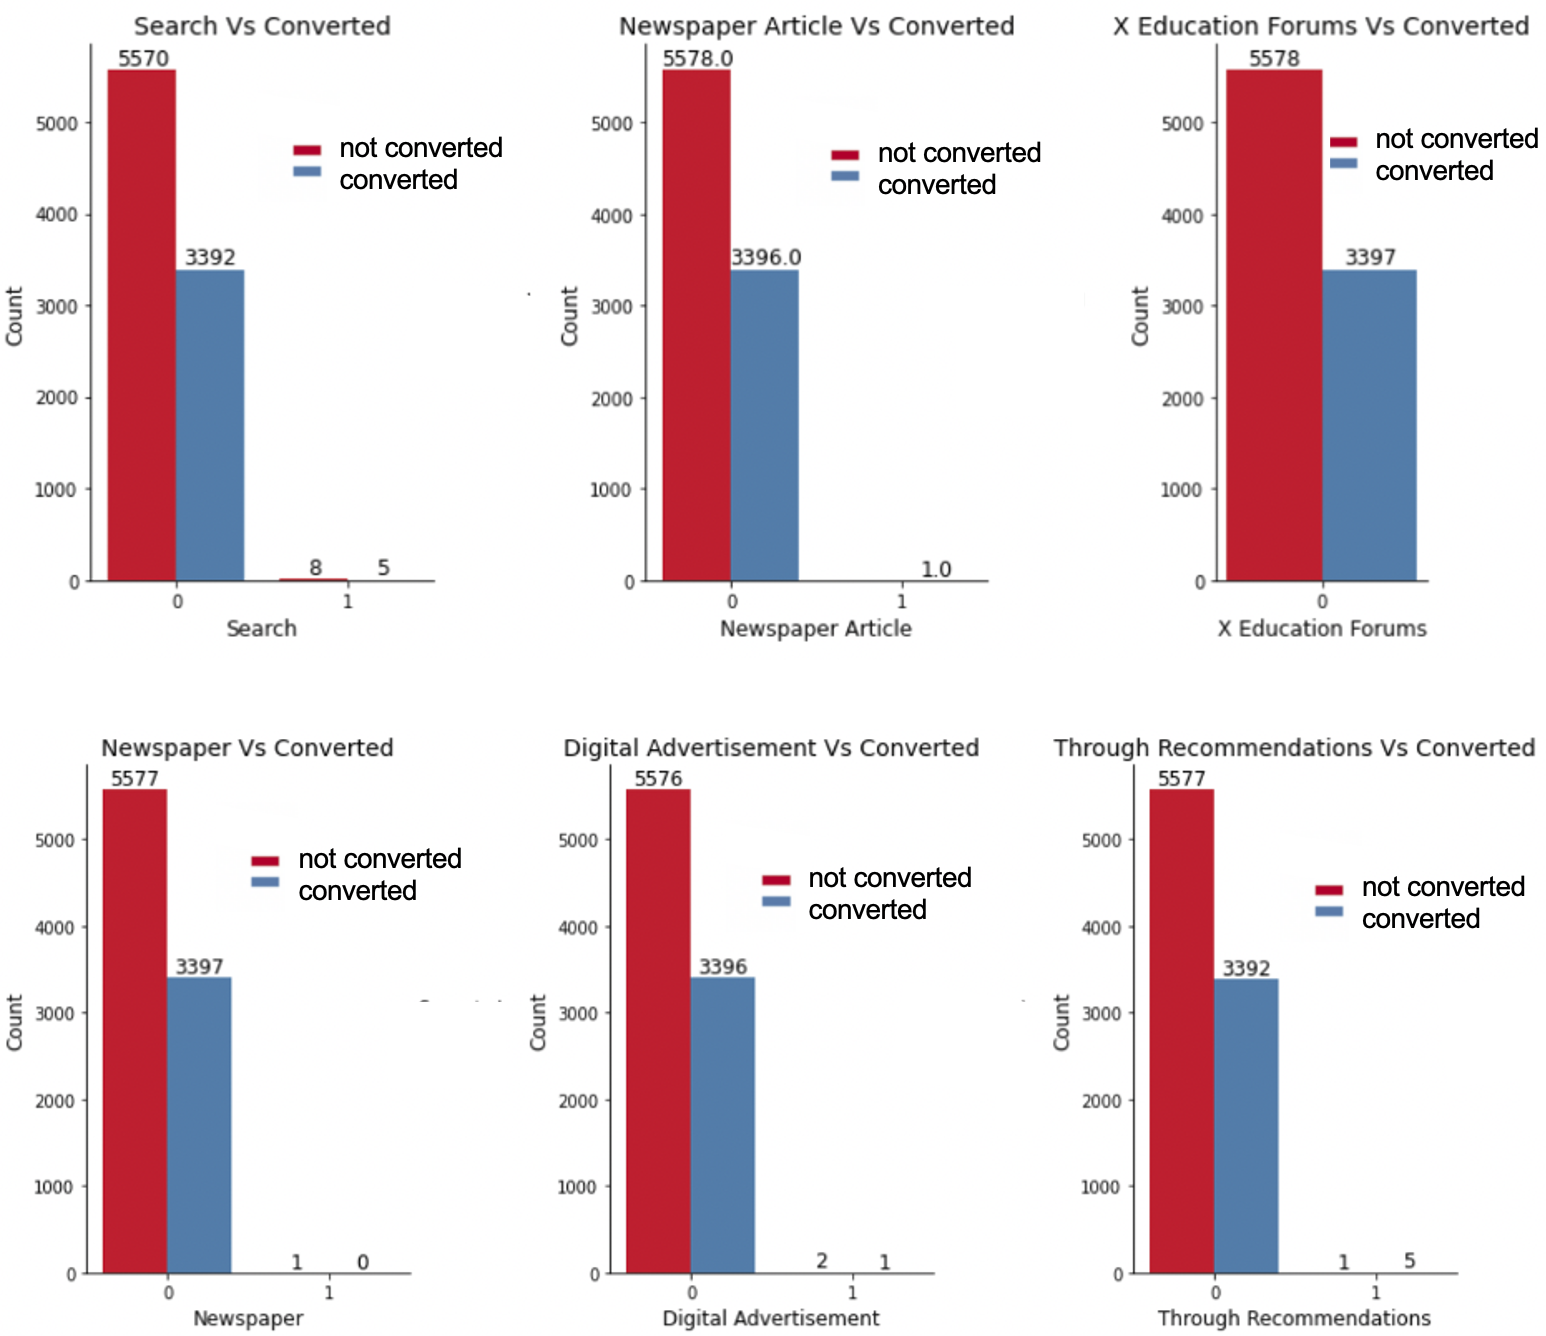 Search Vs Converted
5570
5000
not converted
converted
4000
3392
3000
Count
2000
1000
8
5
0
0
1
Search
Newspaper Article Vs Converted
5578.0
5000
not converted
converted
4000
3396.0
3000
Count
2000
1000
1.0
0
0
1
Newspaper Article
X Education Forums Vs Converted
5578
5000
not converted
converted
4000
3397
3000
Count
2000
1000
0
0
X Education Forums
Newspaper Vs Converted
5577
5000
not converted
converted
4000
3397
3000
Count
2000
1000
1
0
0
0
1
Newspaper
Digital Advertisement Vs Converted
5576
5000
not converted
converted
4000
3396
3000
Count
2000
1000
2
1
0
0
1
Digital Advertisement
Through Recommendations Vs Converted
5577
5000
not converted
converted
4000
3392
3000
Count
2000
1000
1
5
0
0
1
Through Recommendations